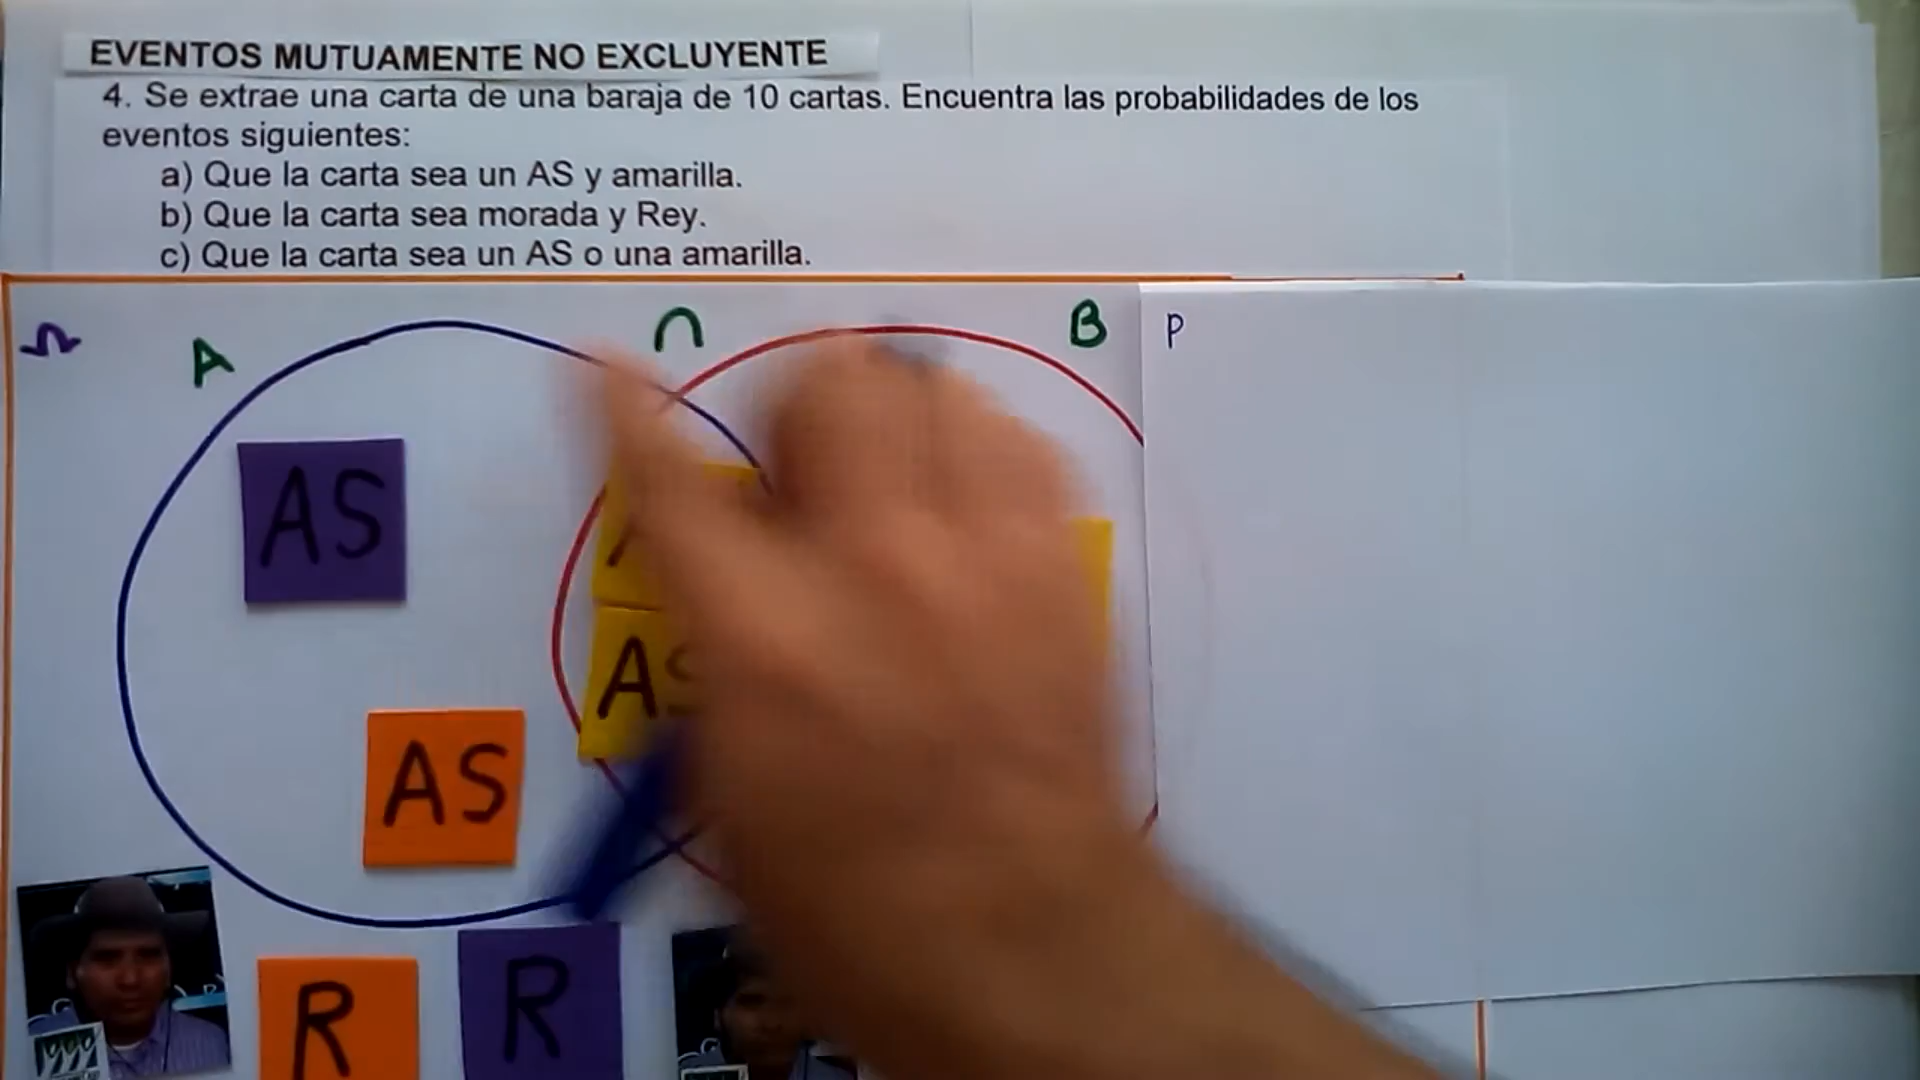 EVENTOS MUTUAMENTE NO EXCLUYENTE
4. Se extrae una carta de una baraja de 10 cartas. Encuentra las probabilidades de los
eventos siguientes:
a) Que la carta sea un AS y amarilla.
b) Que la carta sea morada y Rey.
c) Que la carta sea un AS o una amarilla.
Ω A ∩ B P
AS
AS
AS
R R